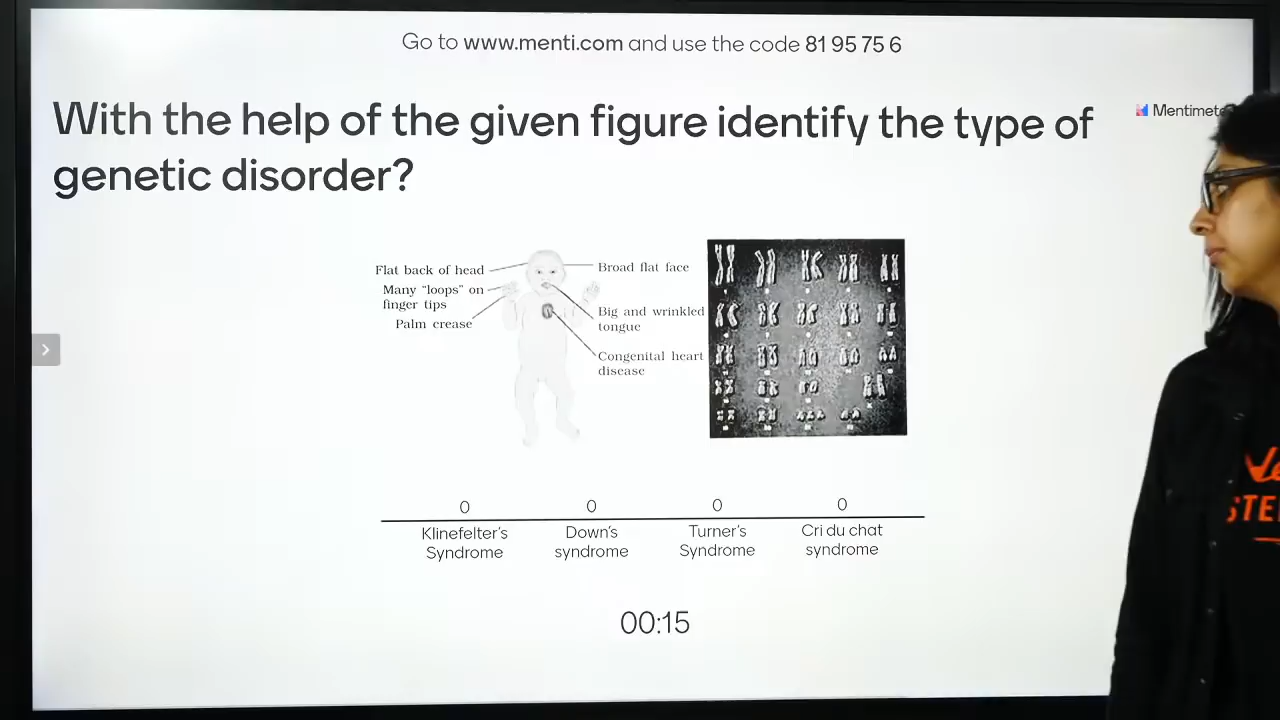 Go to www.menti.com and use the code 81 95 75 6
With the help of the given figure identify the type of
genetic disorder?
Mentimete
Flat back of head
Many “loops” on
finger tips
Palm crease
Broad flat face
Big and wrinkled
tongue
Congenital heart
disease
0
0
0
0
Klinefelter's
Syndrome
Down's
syndrome
Turner's
Syndrome
Cri du chat
syndrome
00:15